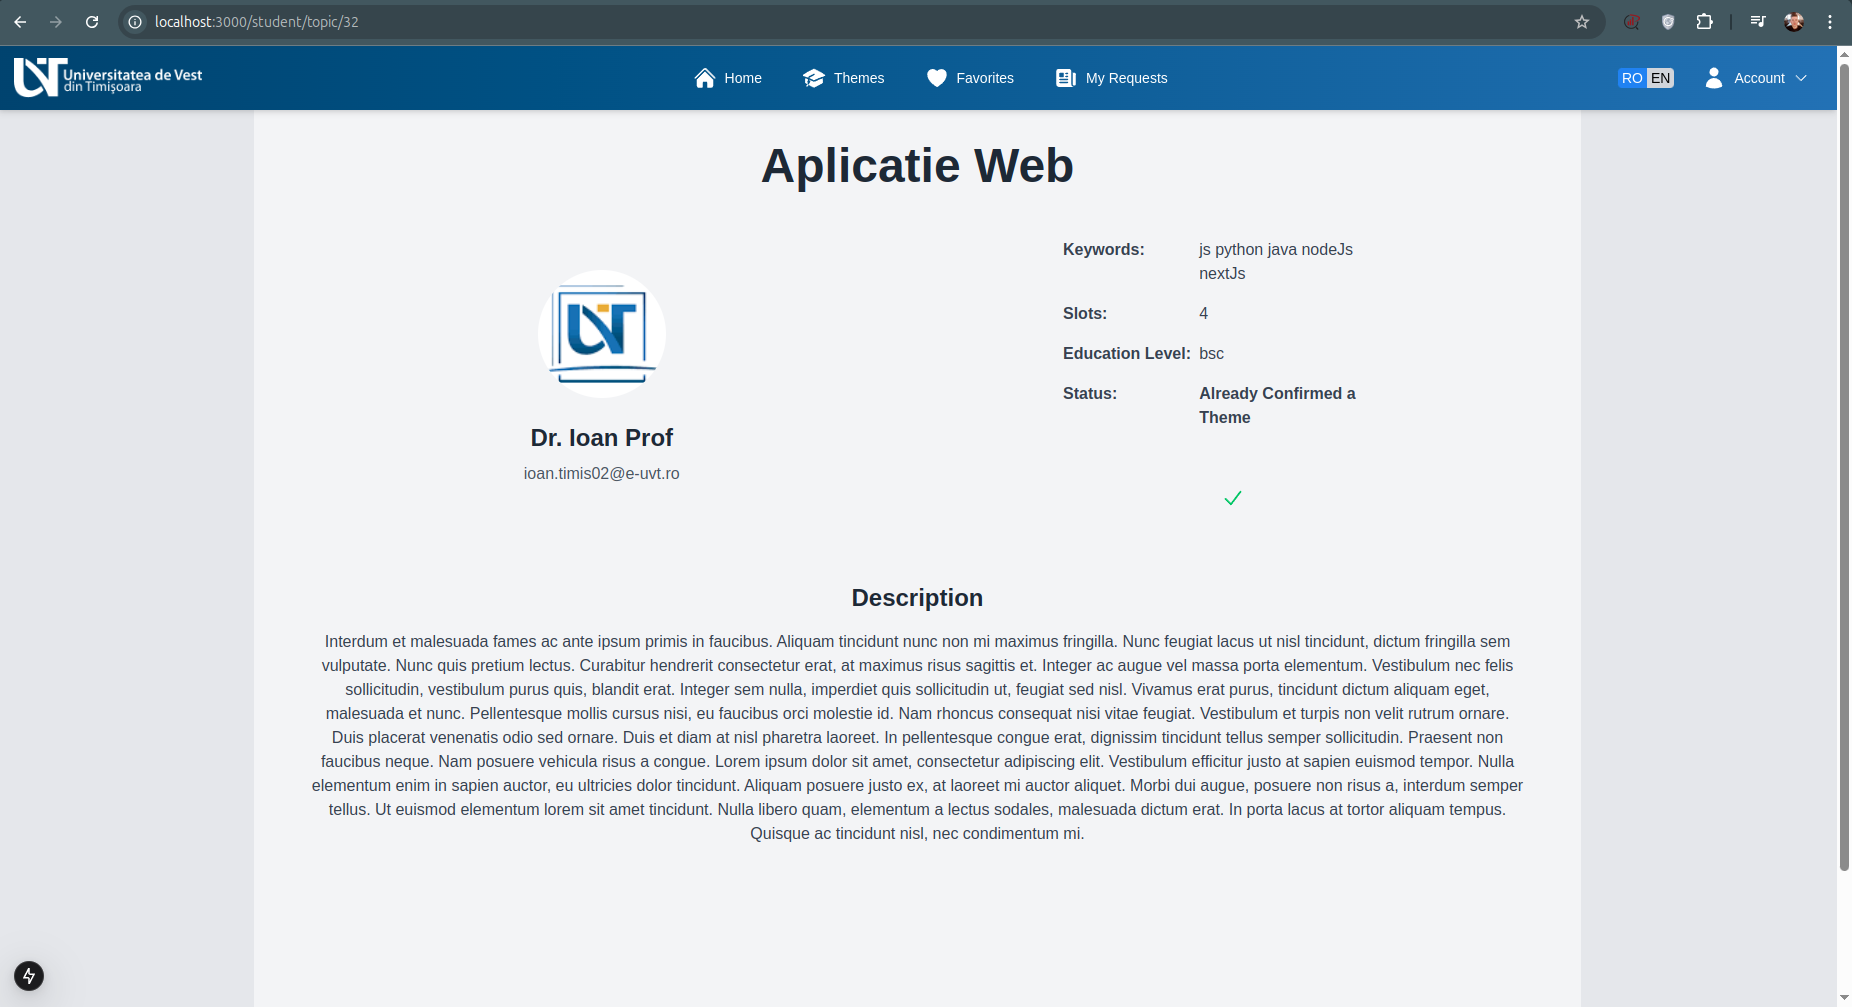 localhost:3000/student/topic/32
Universitatea de Vest
din Timişoara
Home
Themes
Favorites
My Requests
RO EN
Account
Aplicatie Web
UVT
Dr. Ioan Prof
ioan.timis02@e-uvt.ro
Keywords: js python java nodeJs
nextJs
Slots: 4
Education Level: bsc
Status: Already Confirmed a
Theme
Description
Interdum et malesuada fames ac ante ipsum primis in faucibus. Aliquam tincidunt nunc non mi maximus fringilla. Nunc feugiat lacus ut nisl tincidunt, dictum fringilla sem
vulputate. Nunc quis pretium lectus. Curabitur hendrerit consectetur erat, at maximus risus sagittis et. Integer ac augue vel massa porta elementum. Vestibulum nec felis
sollicitudin, vestibulum purus quis, blandit erat. Integer sem nulla, imperdiet quis sollicitudin ut, feugiat sed nisl. Vivamus erat purus, tincidunt dictum aliquam eget,
malesuada et nunc. Pellentesque mollis cursus nisi, eu faucibus orci molestie id. Nam rhoncus consequat nisi vitae feugiat. Vestibulum et turpis non velit rutrum ornare.
Duis placerat venenatis odio sed ornare. Duis et diam at nisl pharetra laoreet. In pellentesque congue erat, dignissim tincidunt tellus semper sollicitudin. Praesent non
faucibus neque. Nam posuere vehicula risus a congue. Lorem ipsum dolor sit amet, consectetur adipiscing elit. Vestibulum efficitur justo at sapien euismod tempor. Nulla
elementum enim in sapien auctor, eu ultricies dolor tincidunt. Aliquam posuere justo ex, at laoreet mi auctor aliquet. Morbi dui augue, posuere non risus a, interdum semper
tellus. Ut euismod elementum lorem sit amet tincidunt. Nulla libero quam, elementum a lectus sodales, malesuada dictum erat. In porta lacus at tortor aliquam tempus.
Quisque ac tincidunt nisl, nec condimentum mi.